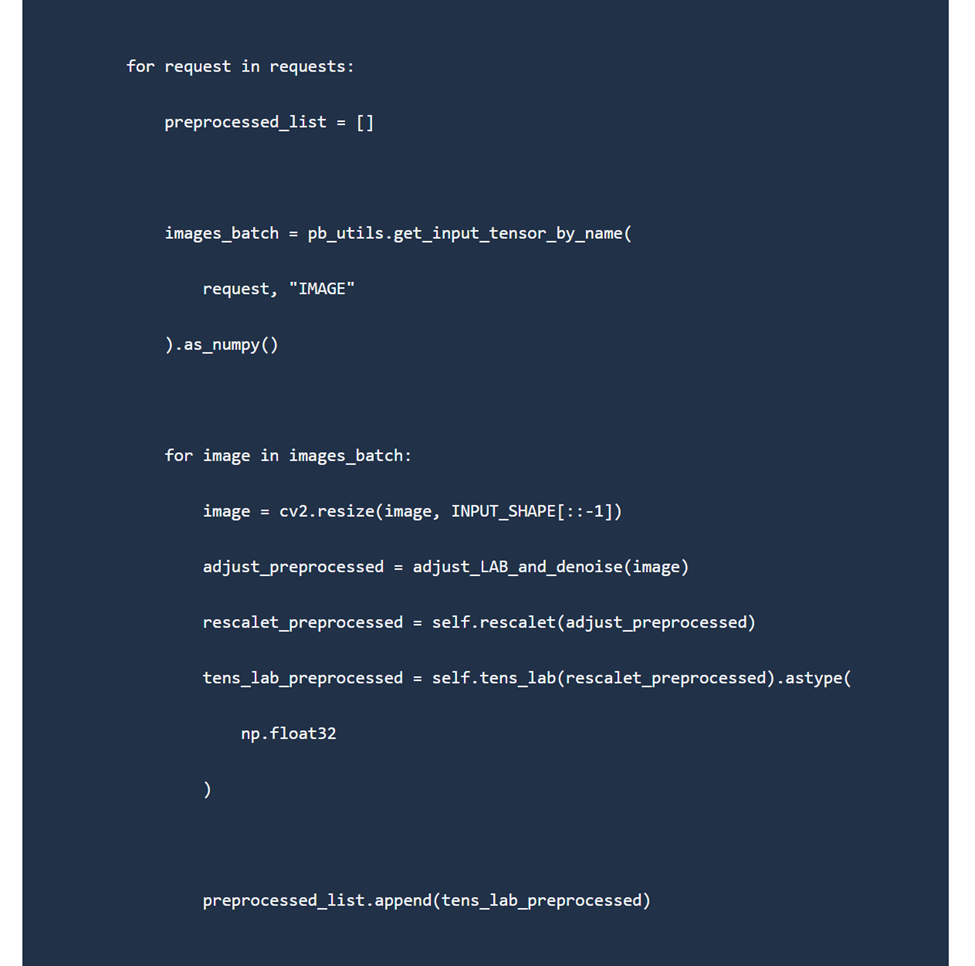 for request in requests:
preprocessed_list = []
images_batch = pb_utils.get_input_tensor_by_name(
request, "IMAGE"
).as_numpy()
for image in images_batch:
image = cv2.resize(image, INPUT_SHAPE[::-1])
adjust_preprocessed = adjust_LAB_and_denoise(image)
rescalet_preprocessed = self.rescalet(adjust_preprocessed)
tens_lab_preprocessed = self.tens_lab(rescalet_preprocessed).astype(
np.float32
)
preprocessed_list.append(tens_lab_preprocessed)